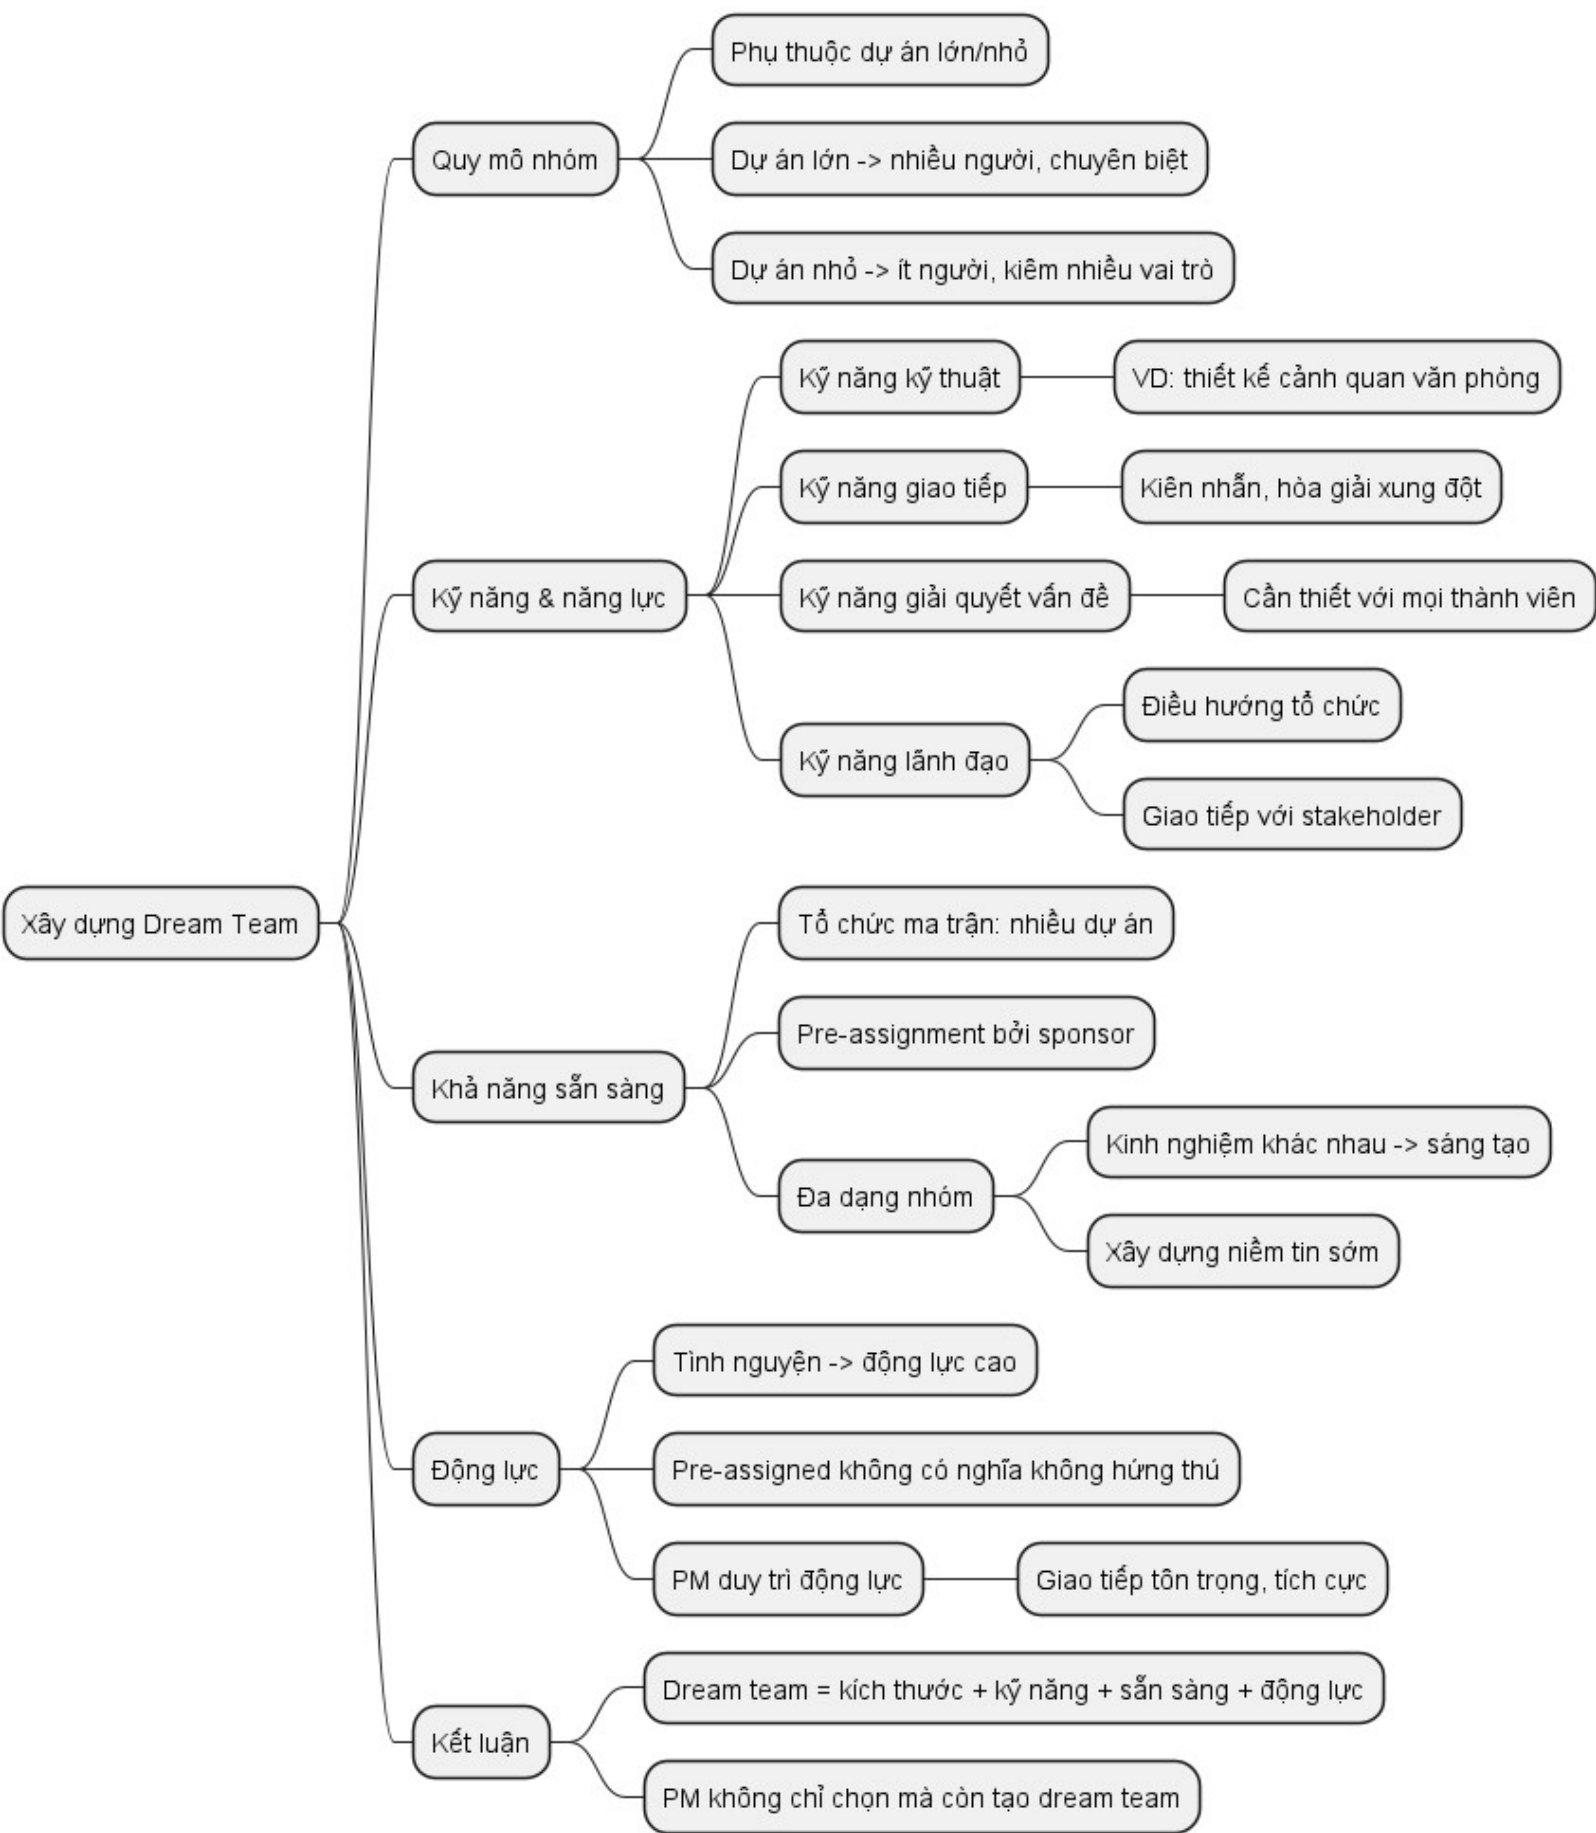 Xây dựng Dream Team
Quy mô nhóm
Phụ thuộc dự án lớn/nhỏ
Dự án lớn -> nhiều người, chuyên biệt
Dự án nhỏ -> ít người, kiêm nhiều vai trò
Kỹ năng & năng lực
Kỹ năng kỹ thuật
VD: thiết kế cảnh quan văn phòng
Kỹ năng giao tiếp
Kiên nhẫn, hòa giải xung đột
Kỹ năng giải quyết vấn đề
Cần thiết với mọi thành viên
Kỹ năng lãnh đạo
Điều hướng tổ chức
Giao tiếp với stakeholder
Khả năng sẵn sàng
Tổ chức ma trận: nhiều dự án
Pre-assignment bởi sponsor
Đa dạng nhóm
Kinh nghiệm khác nhau -> sáng tạo
Xây dựng niềm tin sớm
Động lực
Tình nguyện -> động lực cao
Pre-assigned không có nghĩa không hứng thú
PM duy trì động lực
Giao tiếp tôn trọng, tích cực
Kết luận
Dream team = kích thước + kỹ năng + sẵn sàng + động lực
PM không chỉ chọn mà còn tạo dream team